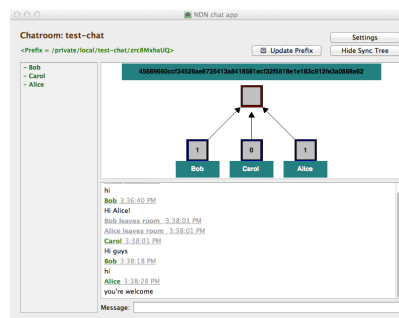 NDN chat app
Chatroom: test-chat
Settings
<Prefix = /private/local/test-chat/zrc8MxhaUQ>
Update Prefix
Hide Sync Tree
- Bob
- Carol
- Alice
1
0
1
Bob
Carol
Alice
hi
Bob 3:36:40 PM
Hi Alice!
Bob leaves room 3:38:01 PM
Alice leaves room 3:38:01 PM
Carol 3:38:01 PM
Hi guys
Bob 3:38:18 PM
hi
Alice 3:38:28 PM
you're welcome
Message: